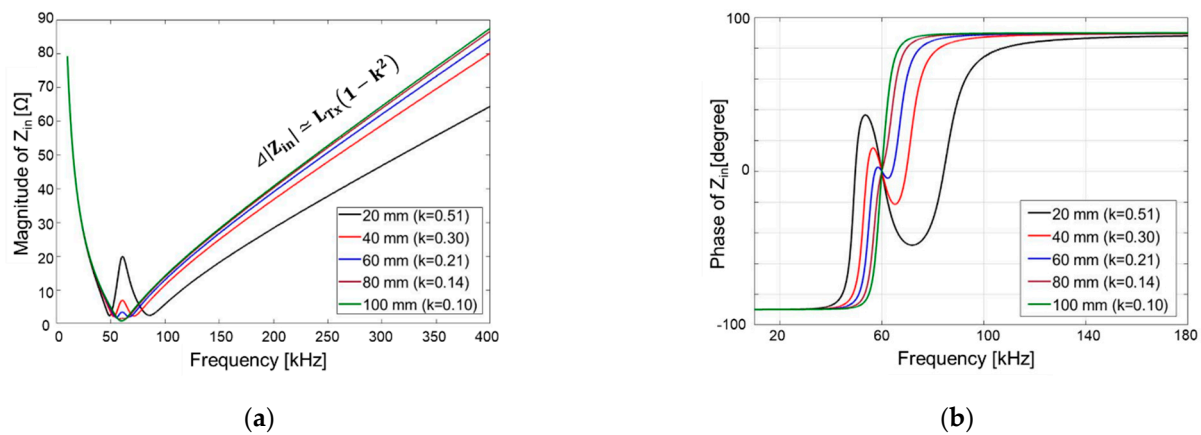 90
80
70
60
50
40
30
20
10
0
Magnitude of Z_in [Ω]
Δ|Z_in| ≃ L_Tx(1 − k²)
20 mm (k=0.51)
40 mm (k=0.30)
60 mm (k=0.21)
80 mm (k=0.14)
100 mm (k=0.10)
0 50 100 150 200 250 300 350 400
Frequency [kHz]
(a)
100
0
-100
Phase of Z_in[degree]
20 mm (k=0.51)
40 mm (k=0.30)
60 mm (k=0.21)
80 mm (k=0.14)
100 mm (k=0.10)
20 60 100 140 180
Frequency [kHz]
(b)